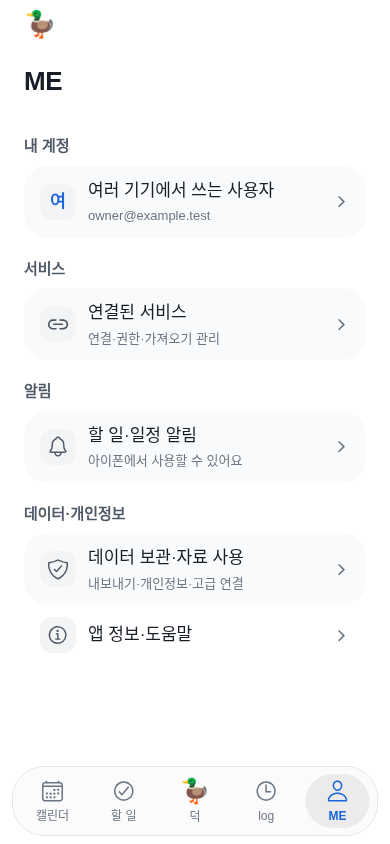 ME
내 계정
여
여러 기기에서 쓰는 사용자
owner@example.test
서비스
연결된 서비스
연결·권한·가져오기 관리
알림
할 일·일정 알림
아이폰에서 사용할 수 있어요
데이터·개인정보
데이터 보관·자료 사용
내보내기·개인정보·고급 연결
앱 정보·도움말
캘린더
할 일
덕
log
ME